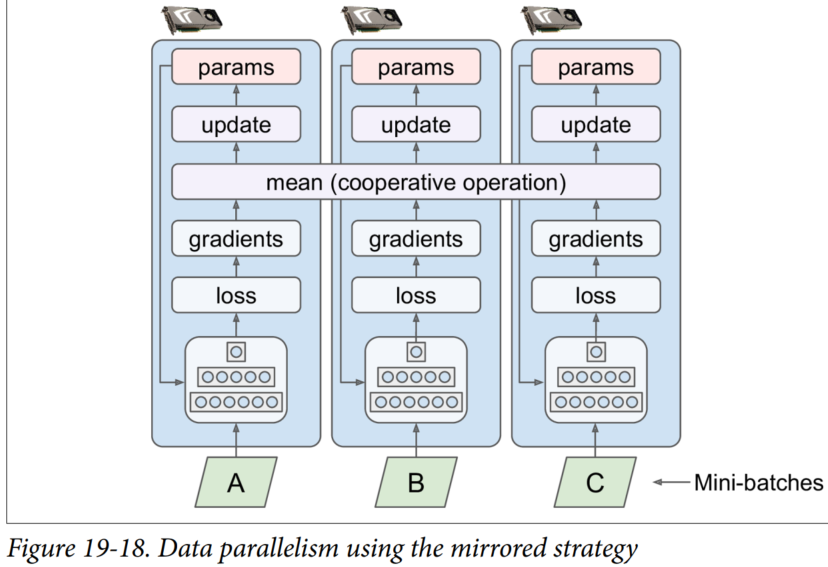 params params params
update update update
mean (cooperative operation)
gradients gradients gradients
loss loss loss
A B C
Mini-batches
Figure 19-18. Data parallelism using the mirrored strategy